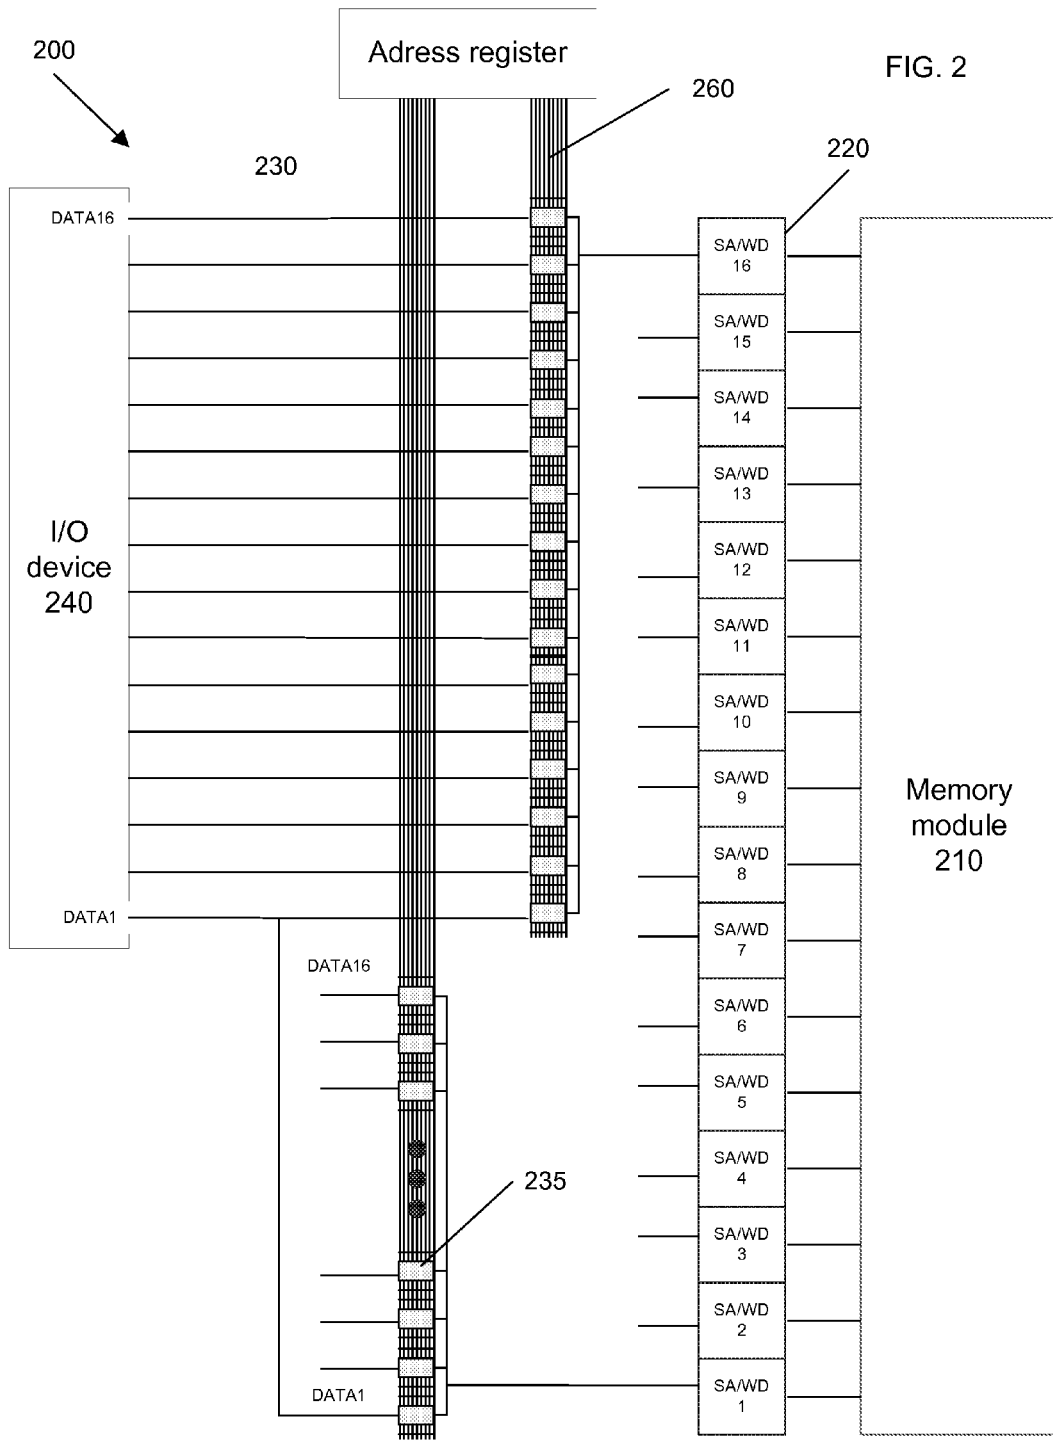 Adress register
FIG. 2
200
260
230
220
DATA16
I/O
device
240
DATA1
SA/WD
16
SA/WD
15
SA/WD
14
SA/WD
13
SA/WD
12
SA/WD
11
SA/WD
10
SA/WD
9
SA/WD
8
SA/WD
7
SA/WD
6
SA/WD
5
SA/WD
4
SA/WD
3
SA/WD
2
SA/WD
1
Memory
module
210
DATA16
235
DATA1